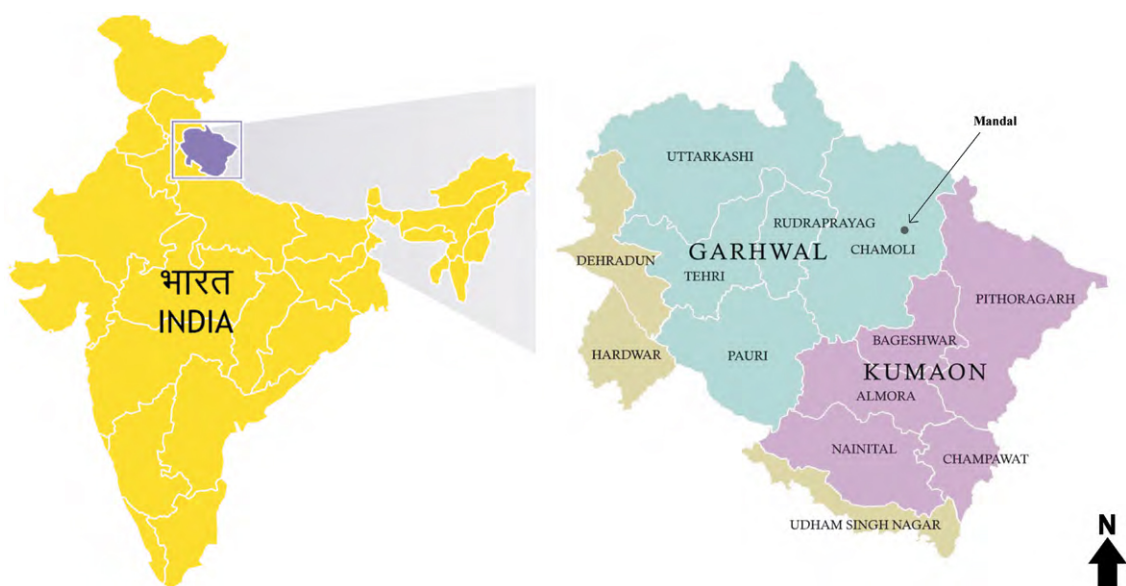 भारत
INDIA
Mandal
UTTARKASHI
RUDRAPRAYAG
GARHWAL
CHAMOLI
DEHRADUN
TEHRI
PITHORAGARH
HARDWAR
PAURI
BAGESHWAR
KUMAON
ALMORA
NAINITAL
CHAMPAWAT
UDHAM SINGH NAGAR
N